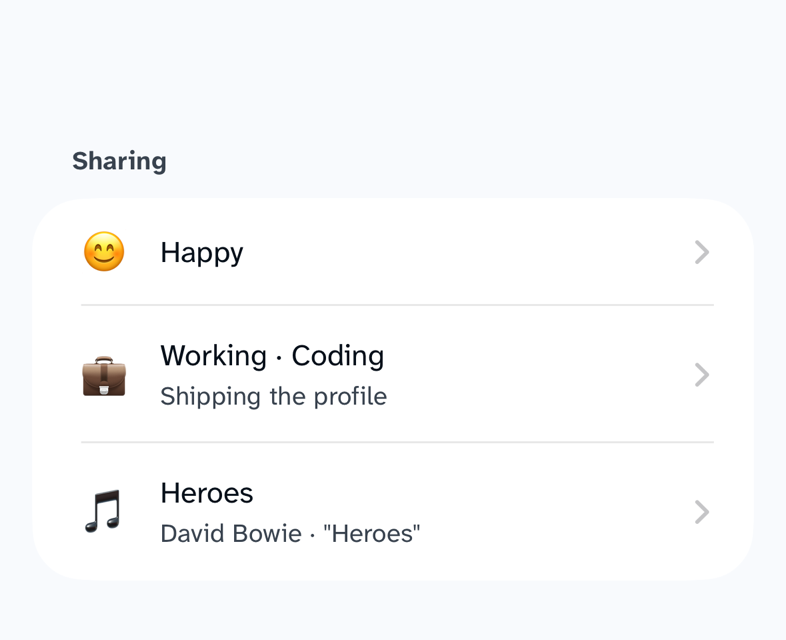 Sharing
Happy
Working · Coding
Shipping the profile
Heroes
David Bowie · "Heroes"